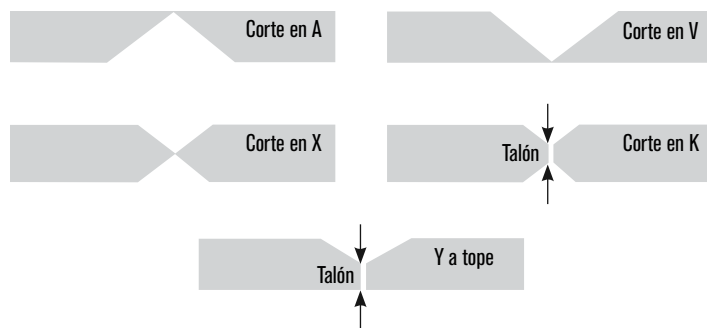 Corte en A
Corte en V
Corte en X
Talón
Corte en K
Talón
Y a tope